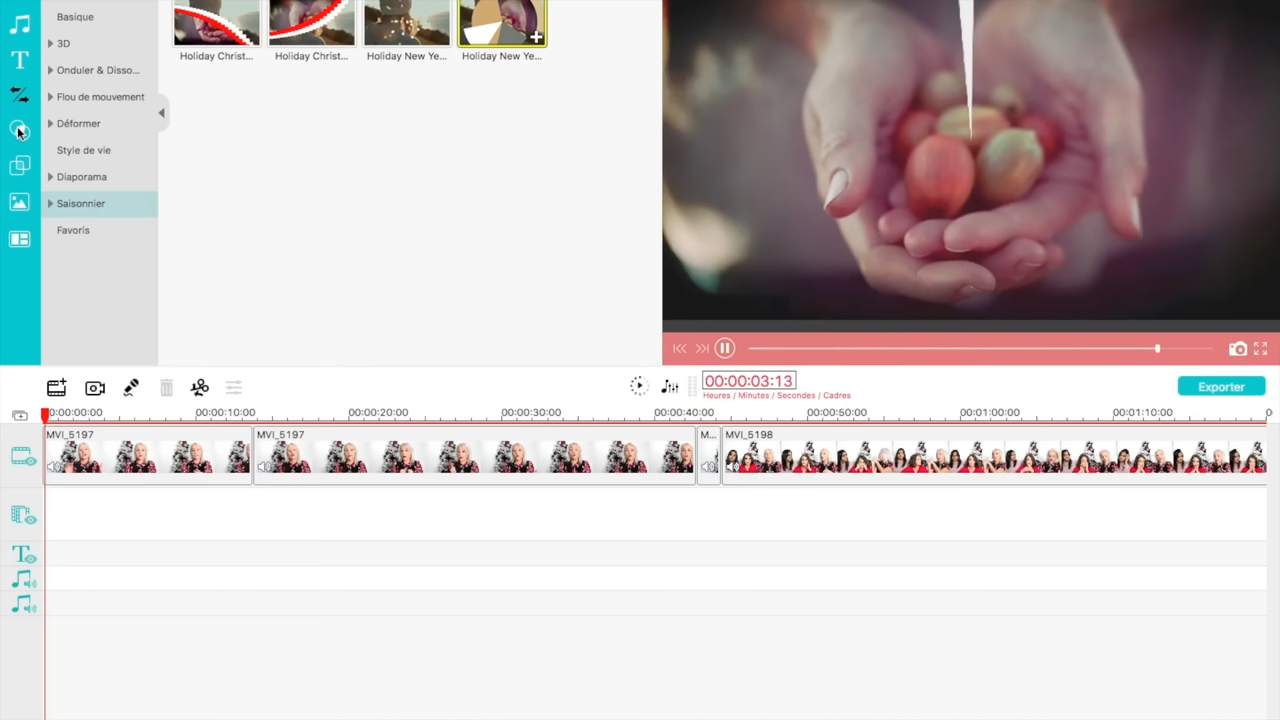 Basique
3D
Onduler & Disso...
Flou de mouvement
Déformer
Style de vie
Diaporama
Saisonnier
Favoris
Holiday Christ...
Holiday Christ...
Holiday New Ye...
Holiday New Ye...
00:00:03:13
Heures / Minutes / Secondes / Cadres
Exporter
00:00:00:00
00:00:10:00
00:00:20:00
00:00:30:00
00:00:40:00
00:00:50:00
00:01:00:00
00:01:10:00
MVI_5197
MVI_5197
M...
MVI_5198